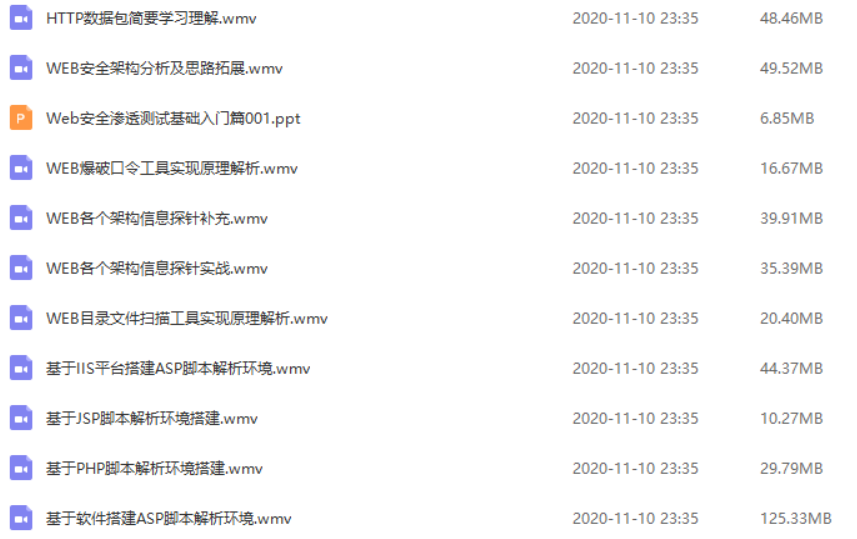 HTTP数据包简要学习理解.wmv 2020-11-10 23:35 48.46MB
WEB安全架构分析及思路拓展.wmv 2020-11-10 23:35 49.52MB
P Web安全渗透测试基础入门篇001.ppt 2020-11-10 23:35 6.85MB
WEB爆破口令工具实现原理解析.wmv 2020-11-10 23:35 16.67MB
WEB各个架构信息探针补充.wmv 2020-11-10 23:35 39.91MB
WEB各个架构信息探针实战.wmv 2020-11-10 23:35 35.39MB
WEB目录文件扫描工具实现原理解析.wmv 2020-11-10 23:35 20.40MB
基于IIS平台搭建ASP脚本解析环境.wmv 2020-11-10 23:35 44.37MB
基于JSP脚本解析环境搭建.wmv 2020-11-10 23:35 10.27MB
基于PHP脚本解析环境搭建.wmv 2020-11-10 23:35 29.79MB
基于软件搭建ASP脚本解析环境.wmv 2020-11-10 23:35 125.33MB